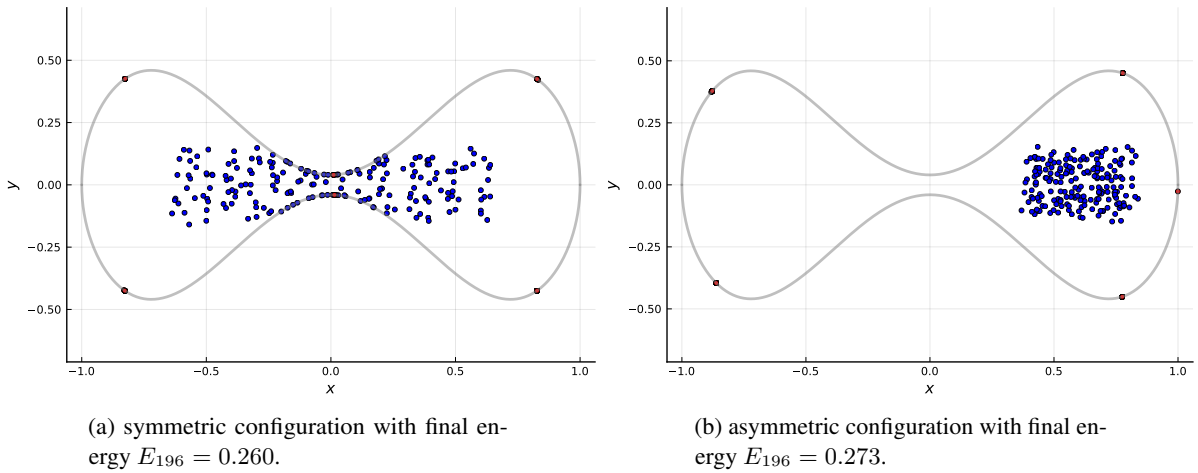 0.50
0.25
0.00
−0.25
−0.50
y
−1.0 −0.5 0.0 0.5 1.0
x
(a) symmetric configuration with final en-
ergy E₁₉₆ = 0.260.
0.50
0.25
0.00
−0.25
−0.50
y
−1.0 −0.5 0.0 0.5 1.0
x
(b) asymmetric configuration with final en-
ergy E₁₉₆ = 0.273.